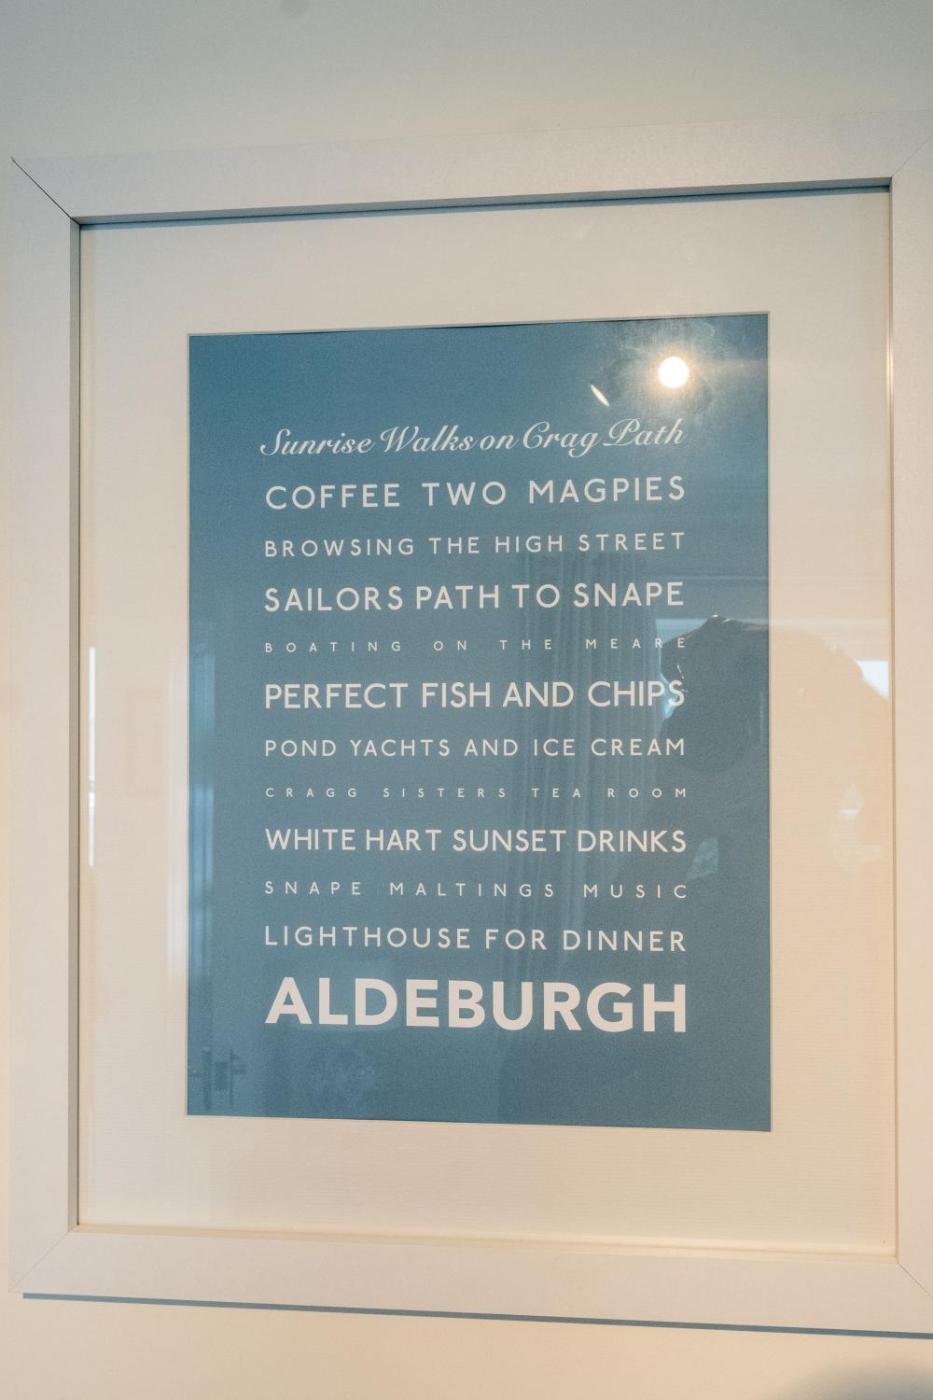 Sunrise Walks on Crag Path
COFFEE TWO MAGPIES
BROWSING THE HIGH STREET
SAILORS PATH TO SNAPE
BOATING ON THE MEARE
PERFECT FISH AND CHIPS
POND YACHTS AND ICE CREAM
CRAGG SISTERS TEA ROOM
WHITE HART SUNSET DRINKS
SNAPE MALTINGS MUSIC
LIGHTHOUSE FOR DINNER
ALDEBURGH